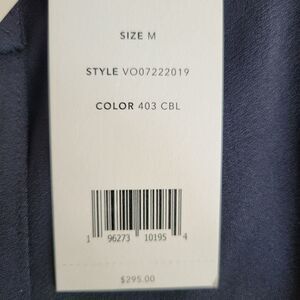 SIZE M
STYLE VO07222019
COLOR 403 CBL
1 96273 10195 4
$295.00